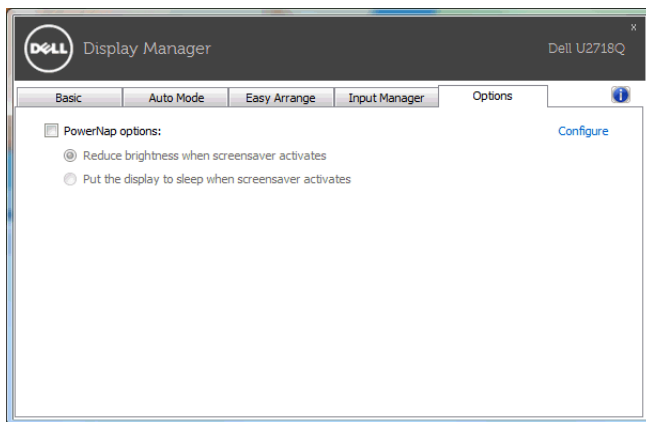 x
DELL Display Manager Dell U2718Q
Basic Auto Mode Easy Arrange Input Manager Options i
PowerNap options: Configure
Reduce brightness when screensaver activates
Put the display to sleep when screensaver activates